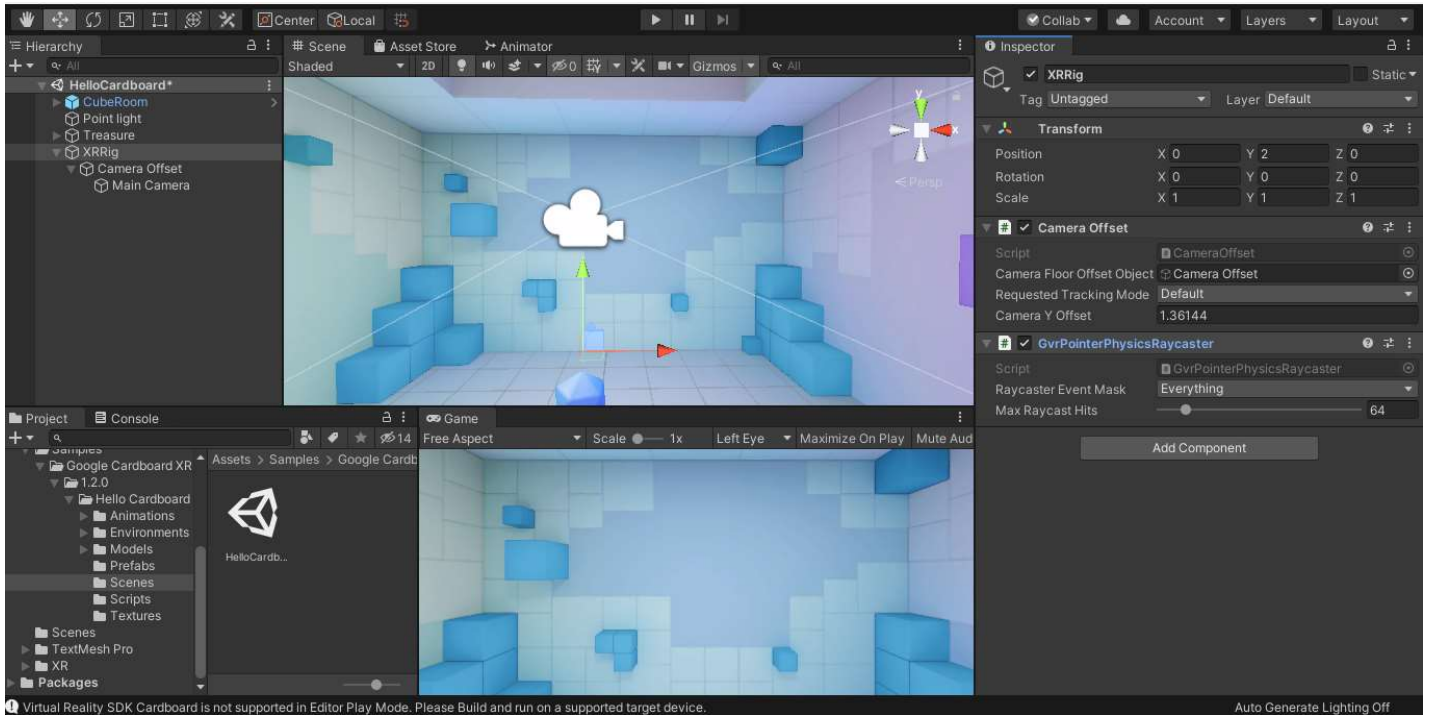 Center Local Collab Account Layers Layout
Hierarchy
All
HelloCardboard*
CubeRoom
Point light
Treasure
XRRig
Camera Offset
Main Camera
Scene Asset Store Animator
Shaded 2D 0 Gizmos All
y
x
Persp
Inspector
XRRig Static
Tag Untagged Layer Default
Transform
Position X 0 Y 2 Z 0
Rotation X 0 Y 0 Z 0
Scale X 1 Y 1 Z 1
# Camera Offset
Script CameraOffset
Camera Floor Offset Object Camera Offset
Requested Tracking Mode Default
Camera Y Offset 1.36144
# GvrPointerPhysicsRaycaster
Script GvrPointerPhysicsRaycaster
Raycaster Event Mask Everything
Max Raycast Hits 64
Add Component
Project Console
14
Samples
Google Cardboard XR
1.2.0
Hello Cardboard
Animations
Environments
Models
Prefabs
Scenes
Scripts
Textures
Scenes
TextMesh Pro
XR
Packages
Assets > Samples > Google Cardb
HelloCardb...
Game
Free Aspect Scale 1x Left Eye Maximize On Play Mute Aud
Virtual Reality SDK Cardboard is not supported in Editor Play Mode. Please Build and run on a supported target device.
Auto Generate Lighting Off